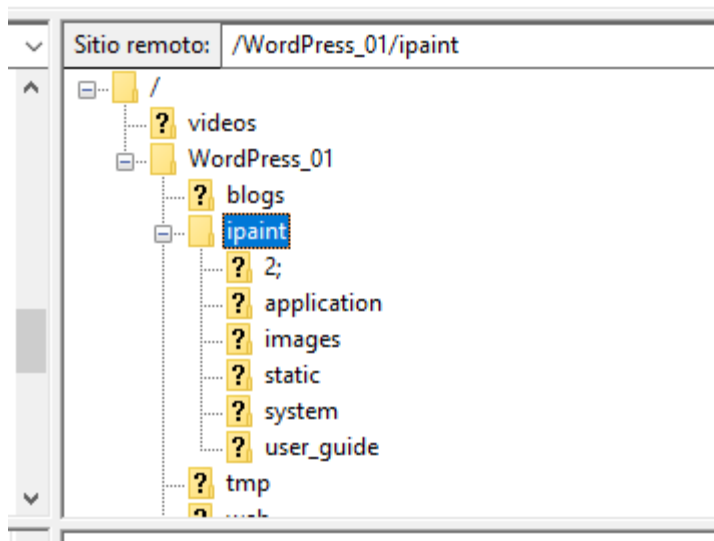 Sitio remoto: /WordPress_01/ipaint
/
videos
WordPress_01
blogs
ipaint
2;
application
images
static
system
user_guide
tmp